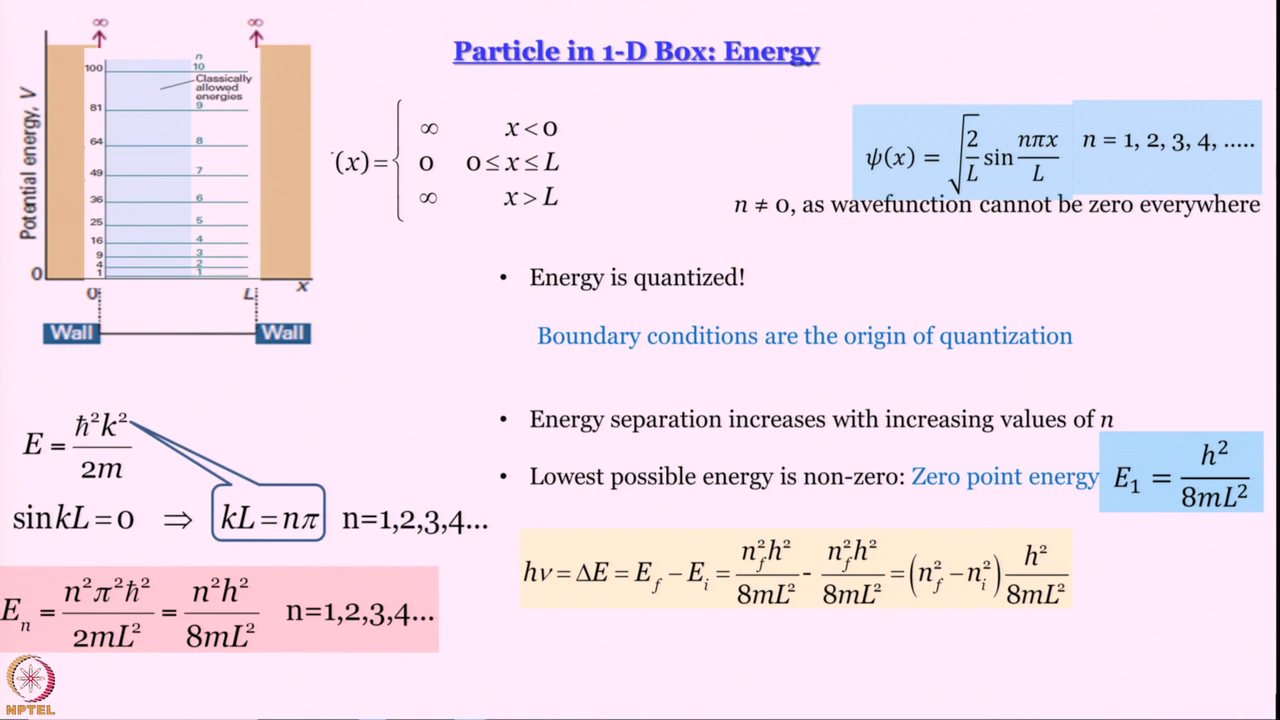 Particle in 1-D Box: Energy
∞ ∞
Potential energy, V
n
100 10
Classically
allowed
energies
81 9
64 8
49 7
36 6
25 5
16 4
9 3
4 2
1 1
0
0 L x
Wall Wall
(x) = { ∞ x < 0
0 0 ≤ x ≤ L
∞ x > L
ψ(x) = √(2/L) sin nπx/L n = 1, 2, 3, 4, .....
n ≠ 0, as wavefunction cannot be zero everywhere
• Energy is quantized!
Boundary conditions are the origin of quantization
• Energy separation increases with increasing values of n
• Lowest possible energy is non-zero: Zero point energy E₁ = h²/8mL²
hν = ΔE = E_f − E_i = n_f²h²/8mL² - n_f²h²/8mL² = (n_f² − n_i²) h²/8mL²
E = ħ²k²/2m
sin kL = 0 ⇒ kL = nπ n=1,2,3,4...
E_n = n²π²ħ²/2mL² = n²h²/8mL² n=1,2,3,4...
NPTEL